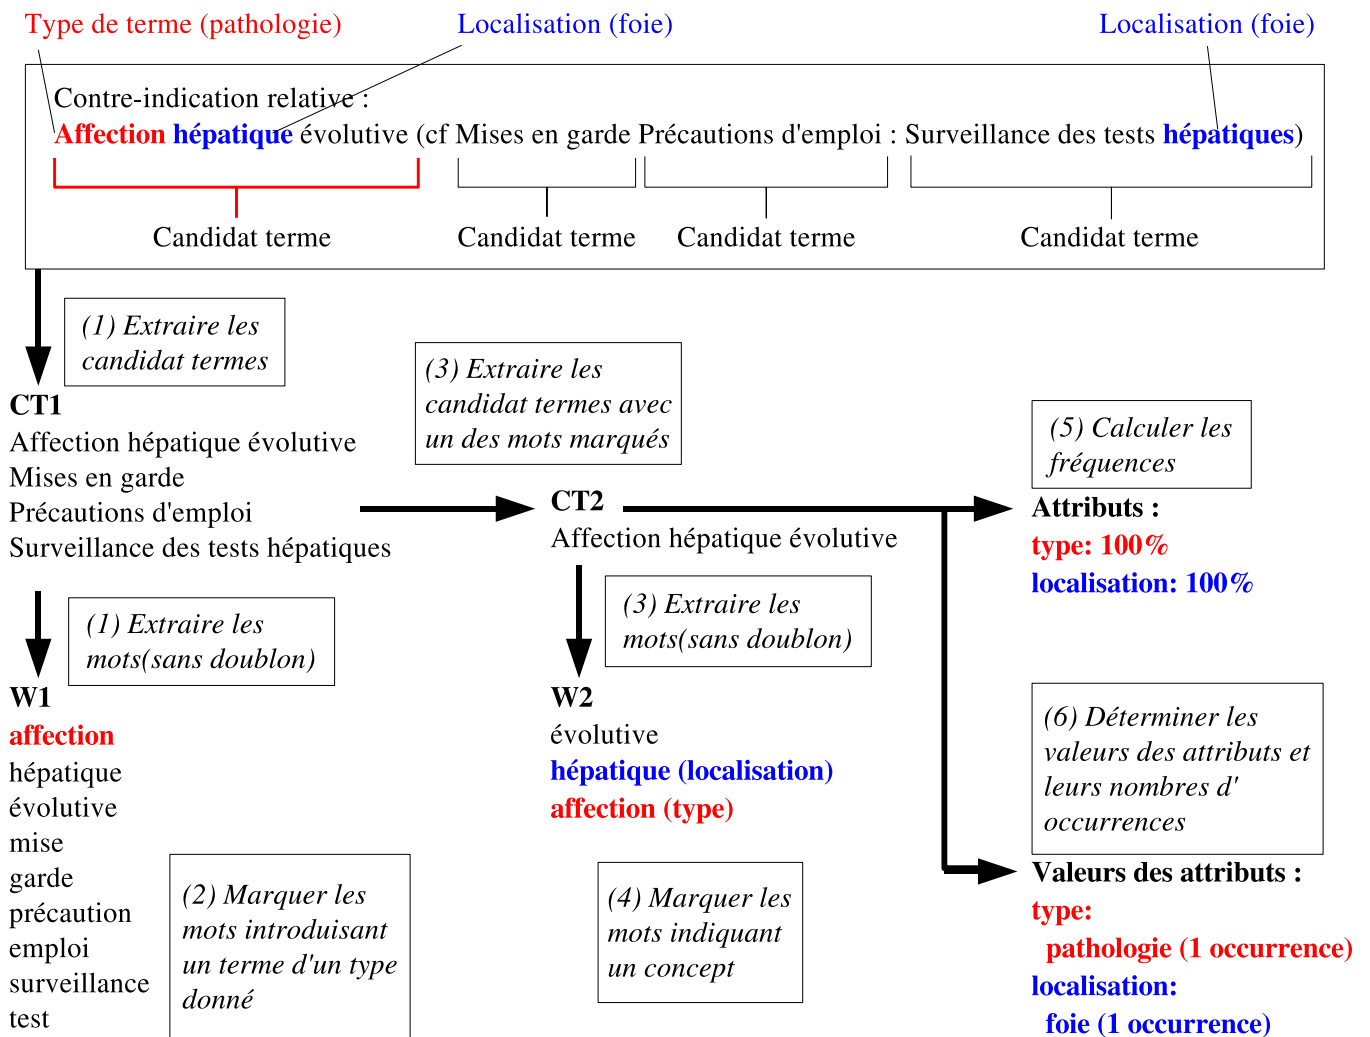 Type de terme (pathologie)
Localisation (foie)
Localisation (foie)
Contre-indication relative :
Affection hépatique évolutive (cf Mises en garde Précautions d'emploi : Surveillance des tests hépatiques)
Candidat terme
Candidat terme
Candidat terme
Candidat terme
(1) Extraire les
candidat termes
CT1
Affection hépatique évolutive
Mises en garde
Précautions d'emploi
Surveillance des tests hépatiques
(1) Extraire les
mots(sans doublon)
W1
affection
hépatique
évolutive
mise
garde
précaution
emploi
surveillance
test
(2) Marquer les
mots introduisant
un terme d'un type
donné
(3) Extraire les
candidat termes avec
un des mots marqués
CT2
Affection hépatique évolutive
(3) Extraire les
mots(sans doublon)
W2
évolutive
hépatique (localisation)
affection (type)
(4) Marquer les
mots indiquant
un concept
(5) Calculer les
fréquences
Attributs :
type: 100%
localisation: 100%
(6) Déterminer les
valeurs des attributs et
leurs nombres d'
occurrences
Valeurs des attributs :
type:
pathologie (1 occurrence)
localisation:
foie (1 occurrence)